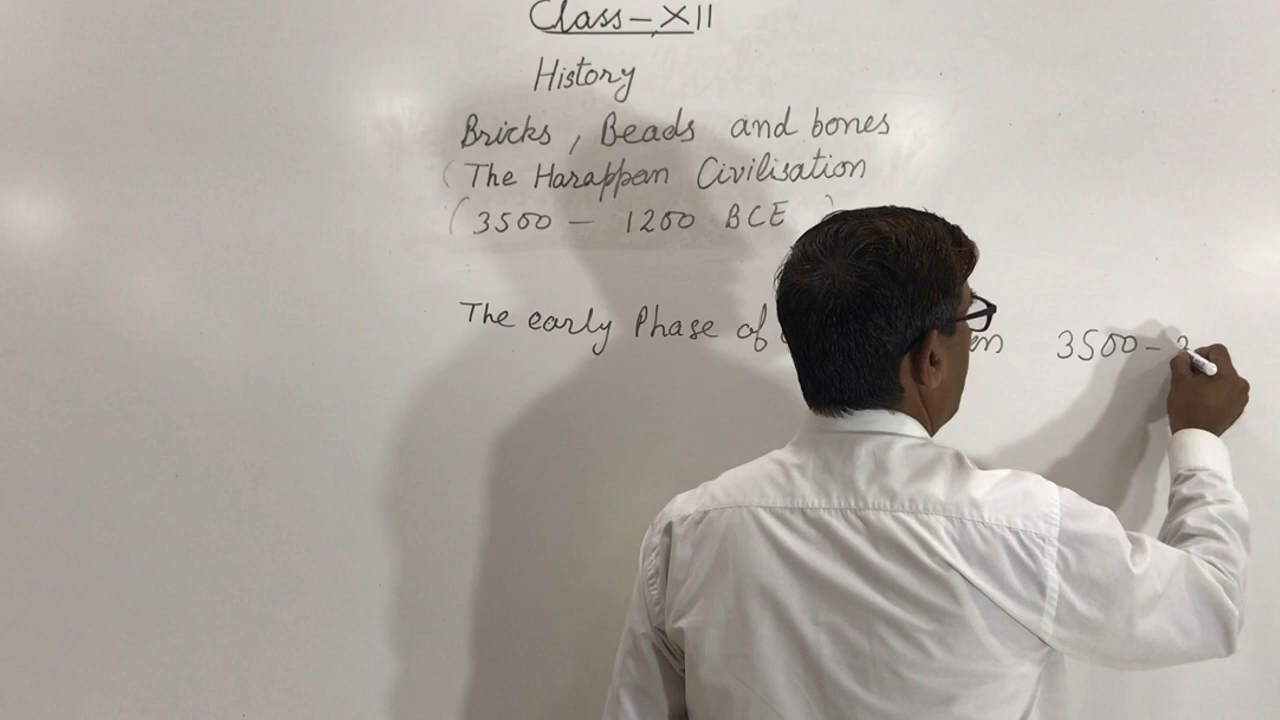 Class-XII
History
Bricks, Beads and bones
(The Harappan Civilisation
(3500 - 1200 BCE )
The early Phase of 3500-